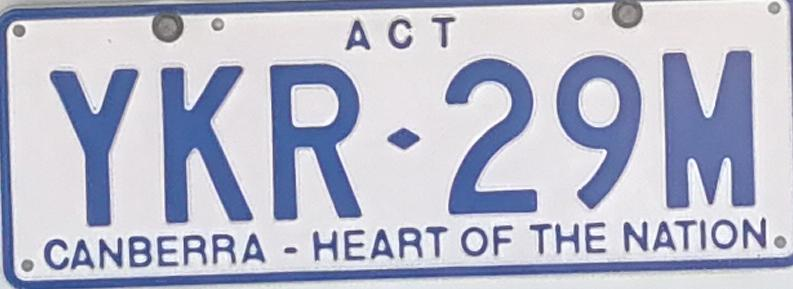 ACT
YKR·29M
CANBERRA - HEART OF THE NATION